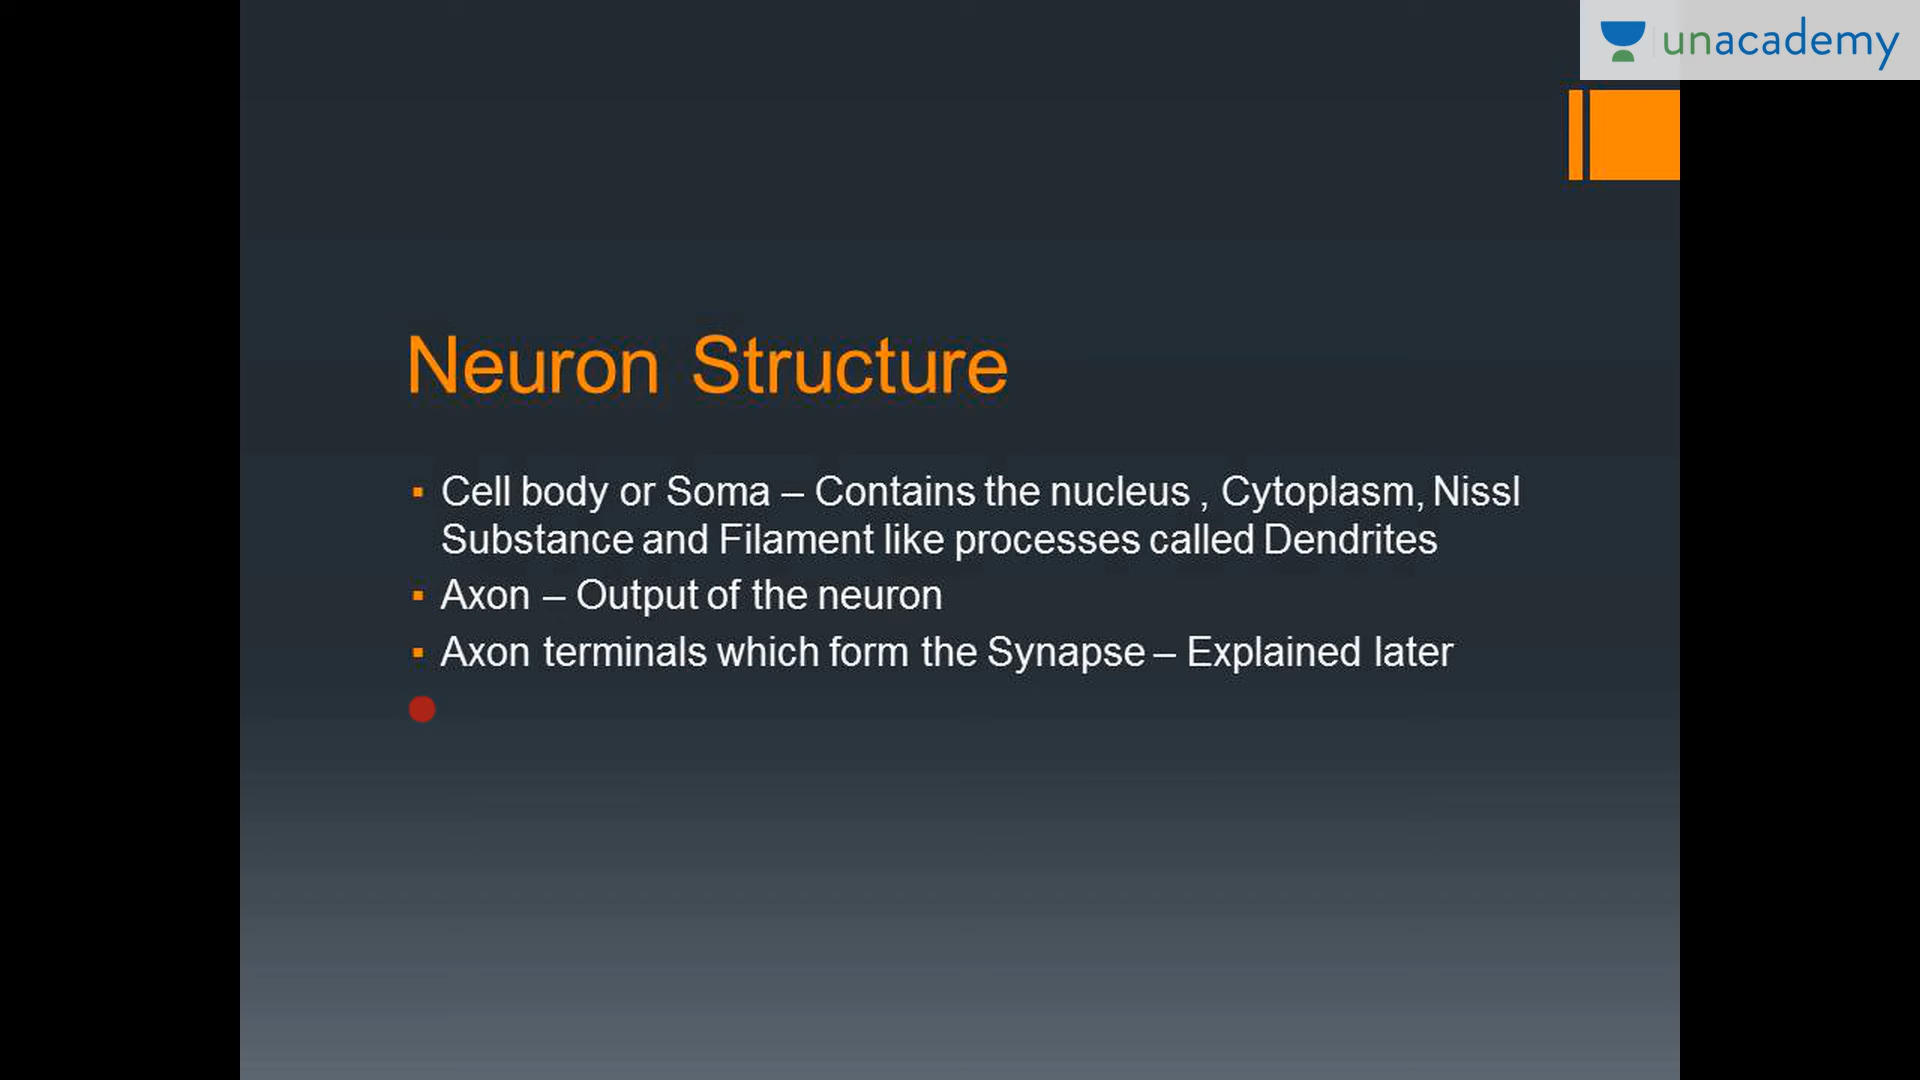 unacademy
Neuron Structure
▪ Cell body or Soma – Contains the nucleus , Cytoplasm, Nissl
Substance and Filament like processes called Dendrites
▪ Axon – Output of the neuron
▪ Axon terminals which form the Synapse – Explained later